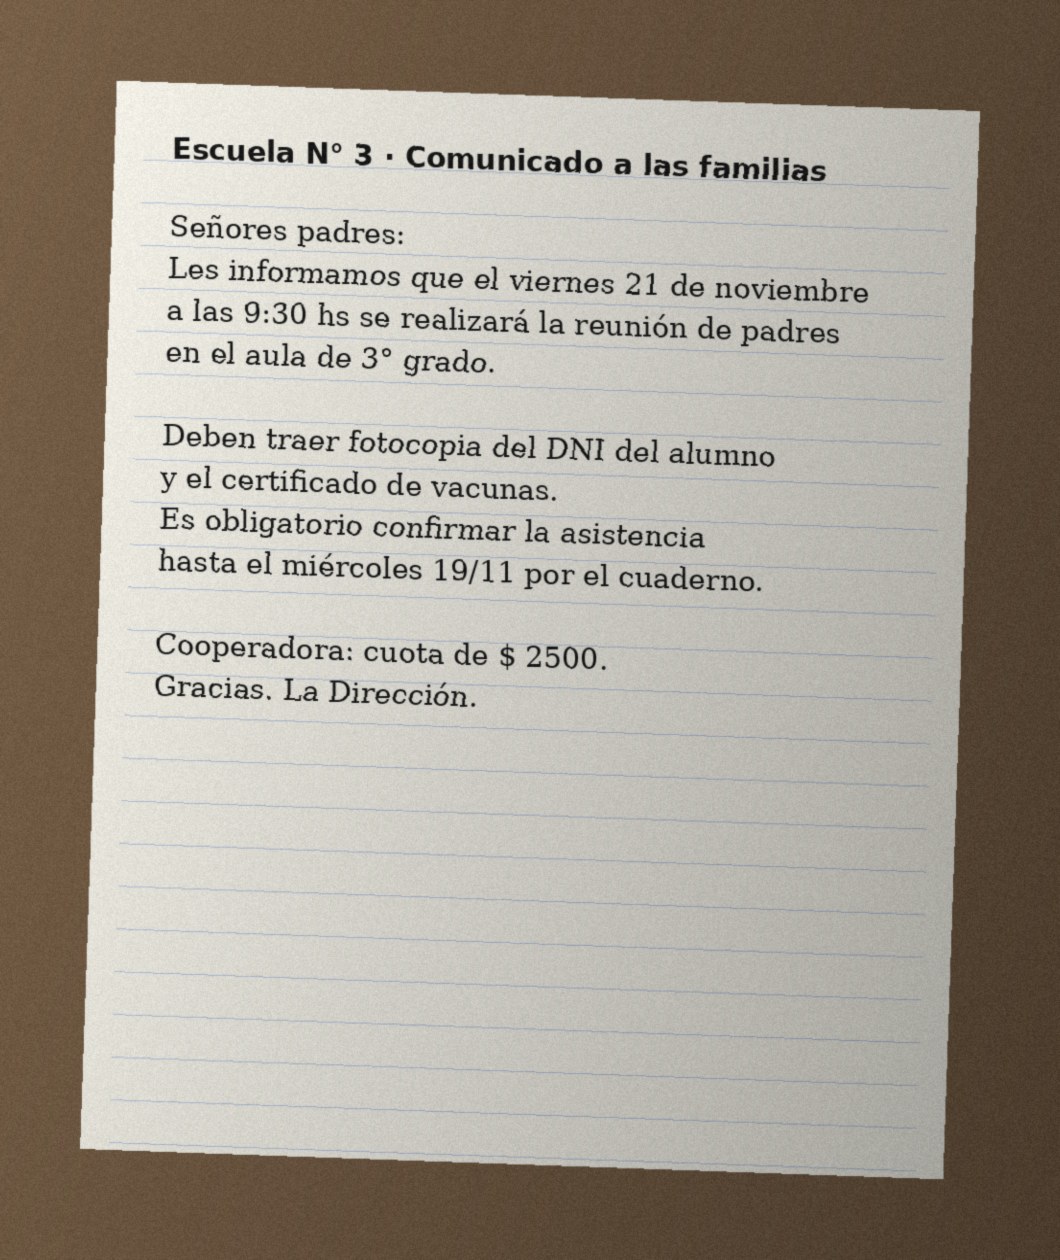 Escuela N° 3 · Comunicado a las familias
Señores padres:
Les informamos que el viernes 21 de noviembre
a las 9:30 hs se realizará la reunión de padres
en el aula de 3° grado.
Deben traer fotocopia del DNI del alumno
y el certificado de vacunas.
Es obligatorio confirmar la asistencia
hasta el miércoles 19/11 por el cuaderno.
Cooperadora: cuota de $ 2500.
Gracias. La Dirección.